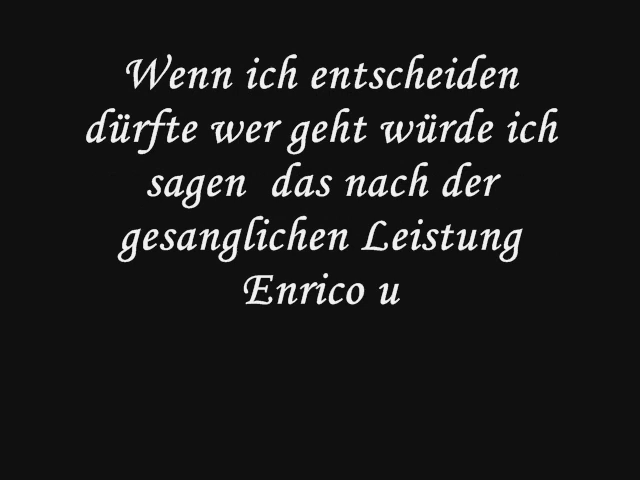 Wenn ich entscheiden
dürfte wer geht würde ich
sagen  das nach der
gesanglichen Leistung
Enrico u